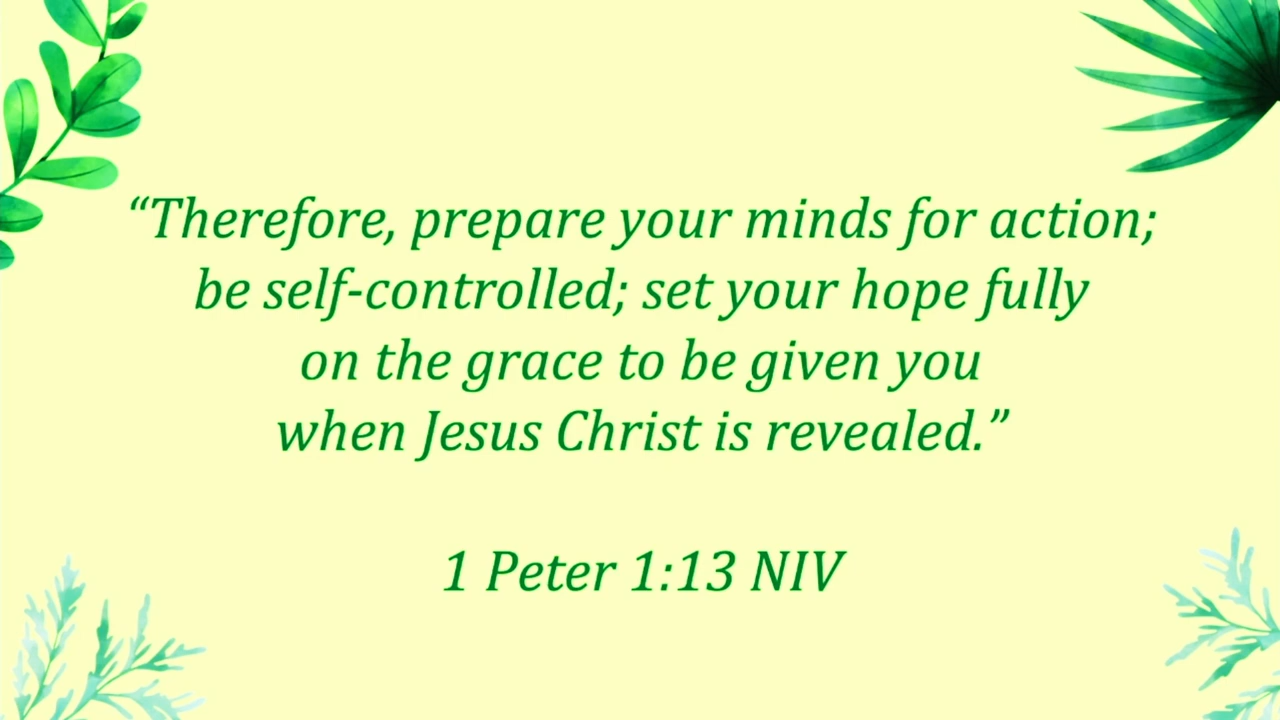 “Therefore, prepare your minds for action;
be self-controlled; set your hope fully
on the grace to be given you
when Jesus Christ is revealed.”
1 Peter 1:13 NIV